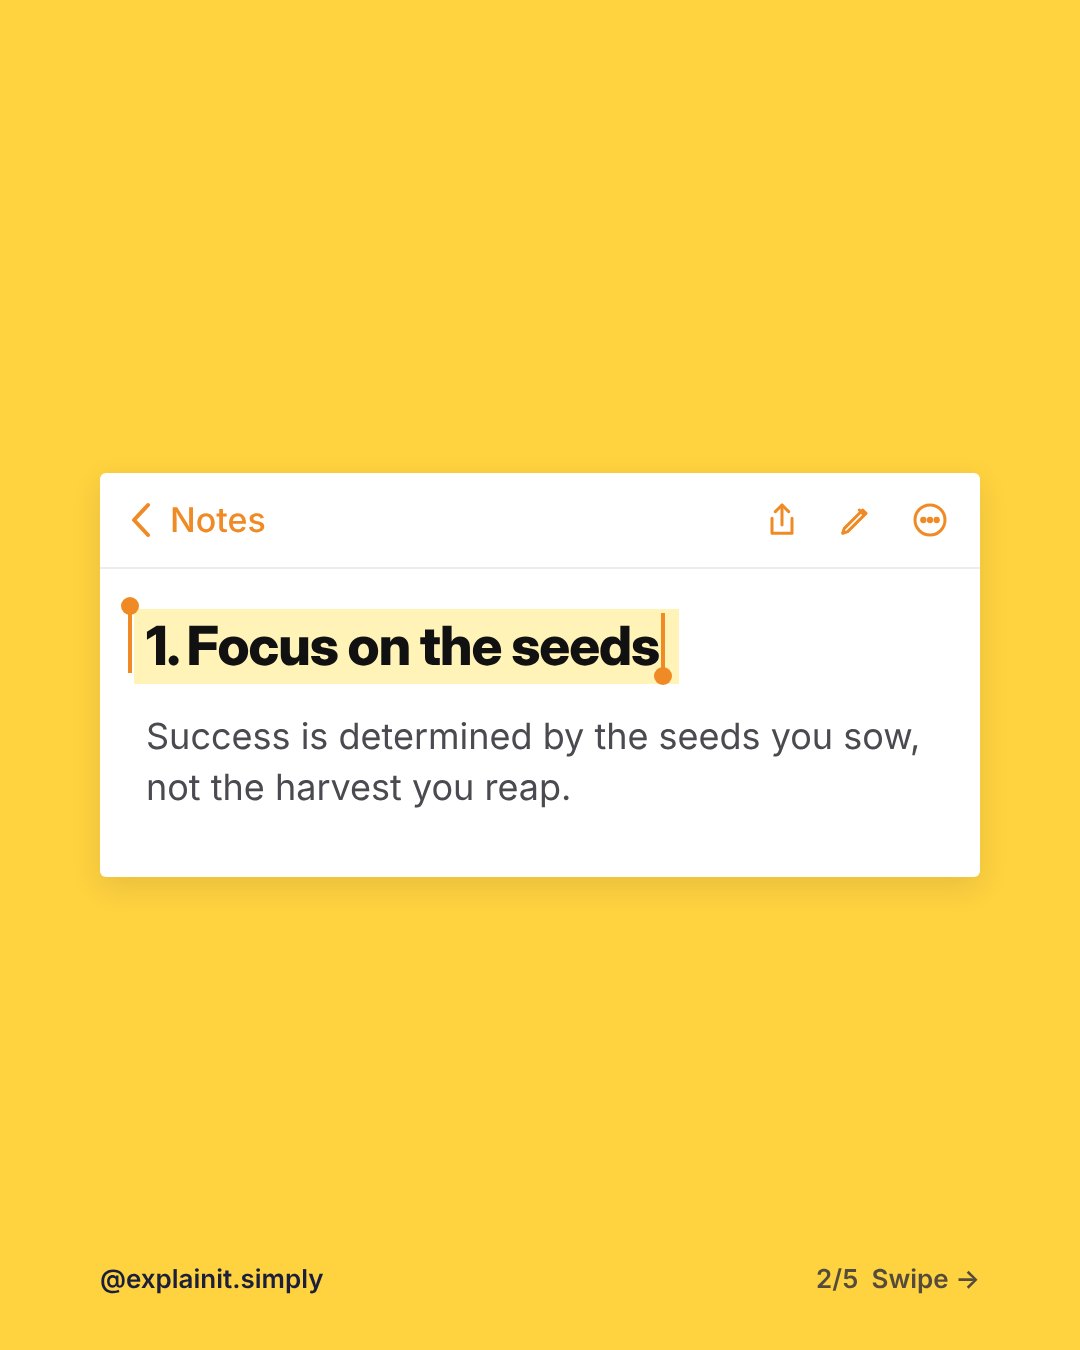 Notes
1. Focus on the seeds
Success is determined by the seeds you sow,
not the harvest you reap.
@explainit.simply
2/5 Swipe →